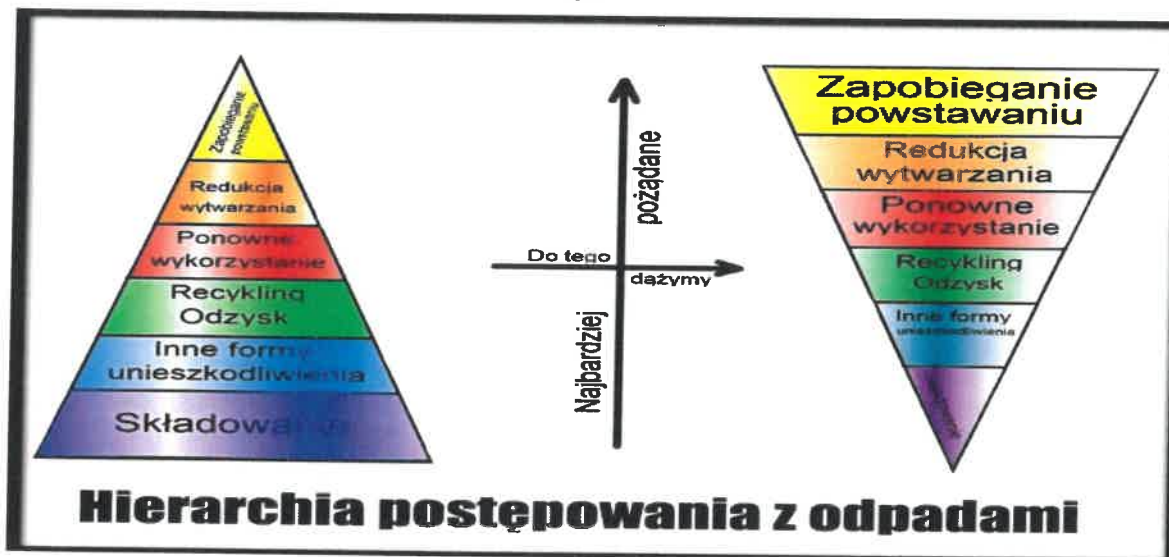 Zapobieganie
powstawaniu
Redukcja
wytwarzania
Ponowne
wykorzystanie
Recykling
Odzysk
Inne formy
unieszkodliwienia
Składowanie
Najbardziej pożądane
Do tego dążymy
Zapobieganie
powstawaniu
Redukcja
wytwarzania
Ponowne
wykorzystanie
Recykling
Odzysk
Inne formy
unieszkodliwienia
Hierarchia postępowania z odpadami